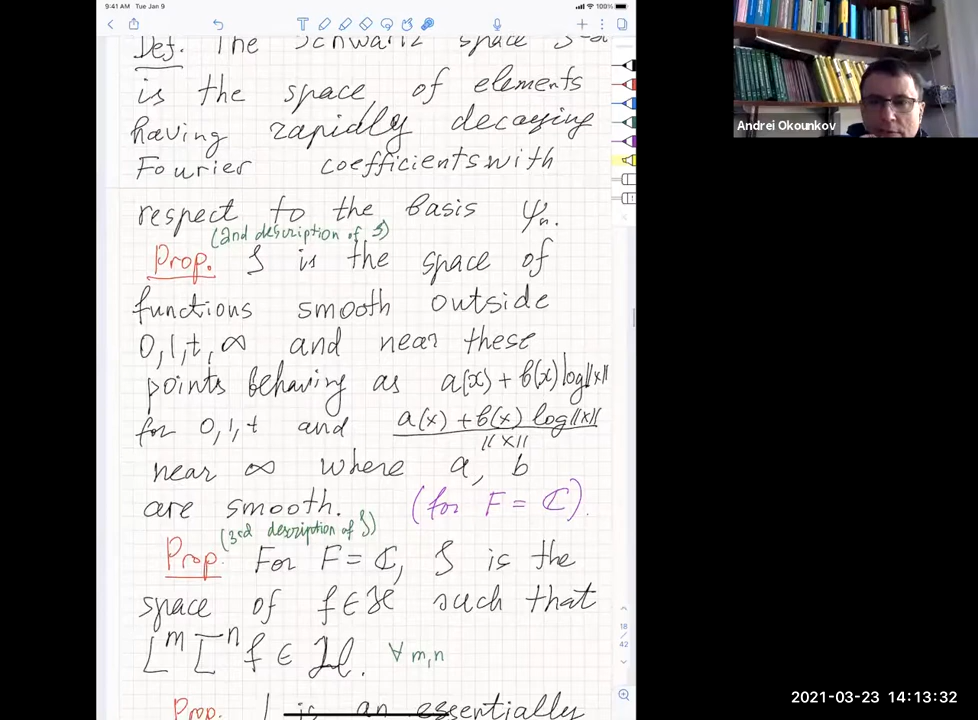 9:41 AM Tue Jan 9
100%
Def. The Schwartz space
is the space of elements
having rapidly decaying
Fourier coefficients with
respect to the basis ψₙ.
(2nd description of S)
Prop. S is the space of
functions smooth outside
0,1,t,∞ and near these
points behaving as a(x) + b(x) log||x||
for 0,1,t and a(x) + b(x) log||x|| / ||x||
near ∞ where a, b
are smooth. (for F = ℂ).
(3rd description of S)
Prop. For F = ℂ, S is the
space of f ∈ ℋ such that
L^m L̄^n f ∈ ℋ. ∀ m,n
Prop. L is an essentially
18
/
42
Andrei Okounkov
2021-03-23 14:13:32